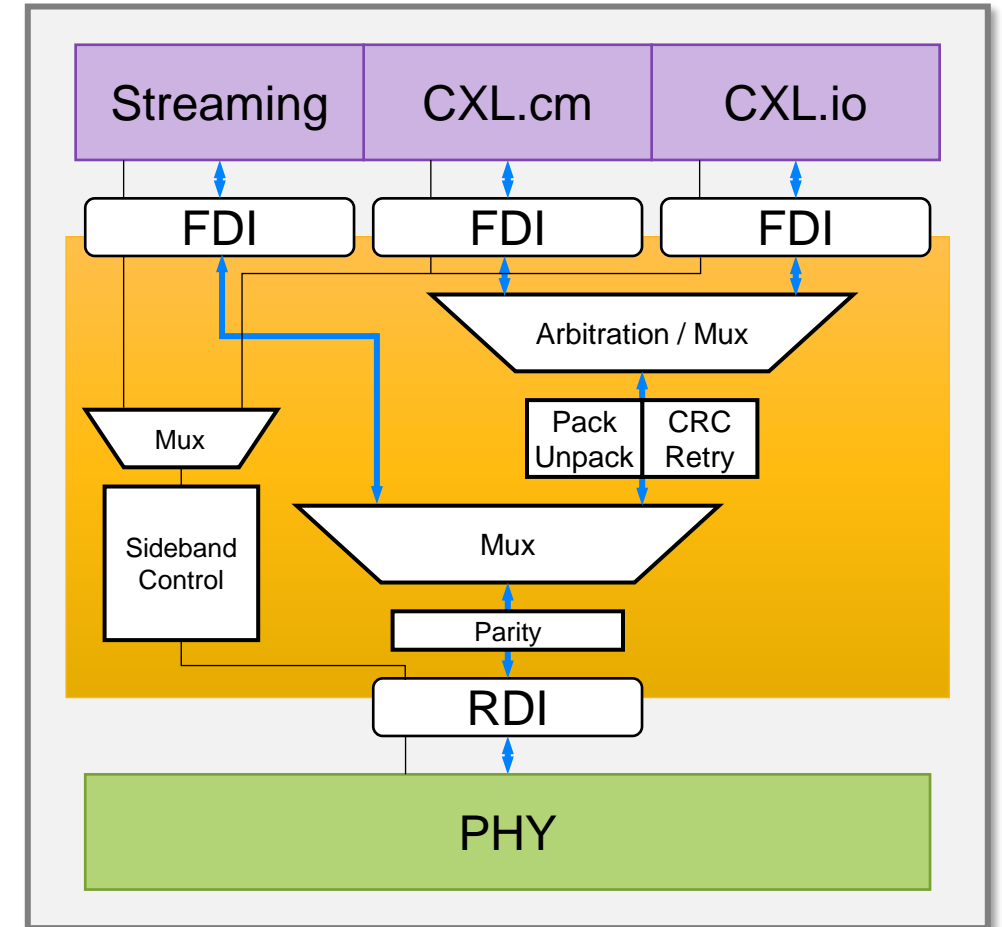 Streaming
CXL.cm
CXL.io
FDI
FDI
FDI
Arbitration / Mux
Pack
Unpack
CRC
Retry
Mux
Sideband
Control
Mux
Parity
RDI
PHY